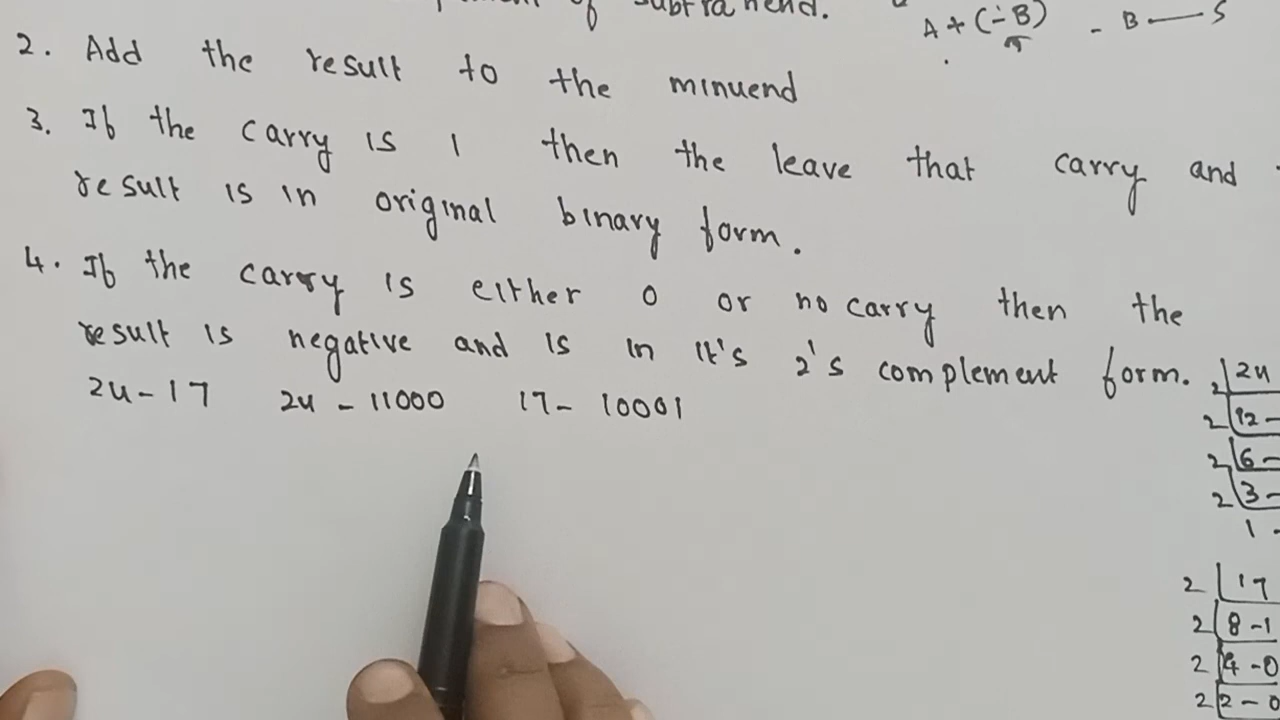 of subtrahend.
A + (-B) - B — S
2. Add the result to the minuend
3. If the carry is 1 then the leave that carry and
result is in original binary form.
4. If the carry is either 0 or no carry then the
result is negative and is in it's 2's complement form.
24 - 17 24 - 11000 17 - 10001
2 24
2 12 -
2 6 -
2 3 -
1
2 17
2 8 - 1
2 4 - 0
2 2 - 0